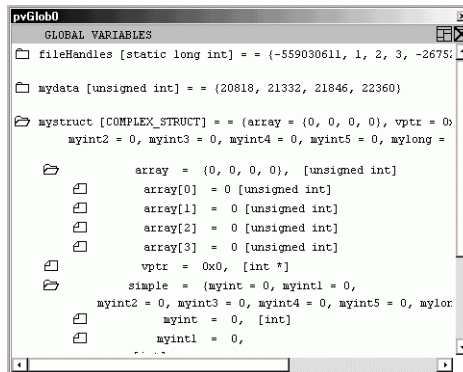 pvGlob0
GLOBAL VARIABLES
fileHandles [static long int] = = {-559030611, 1, 2, 3, -2675
mydata [unsigned int] = = {20818, 21332, 21846, 22360}
mystruct [COMPLEX_STRUCT] = = {array = {0, 0, 0, 0}, vptr = 0x
myint2 = 0, myint3 = 0, myint4 = 0, myint5 = 0, mylong =
array = {0, 0, 0, 0}, [unsigned int]
array[0] = 0 [unsigned int]
array[1] = 0 [unsigned int]
array[2] = 0 [unsigned int]
array[3] = 0 [unsigned int]
vptr = 0x0, [int *]
simple = {myint = 0, myint1 = 0,
myint2 = 0, myint3 = 0, myint4 = 0, myint5 = 0, mylon
myint = 0, [int]
myint1 = 0,